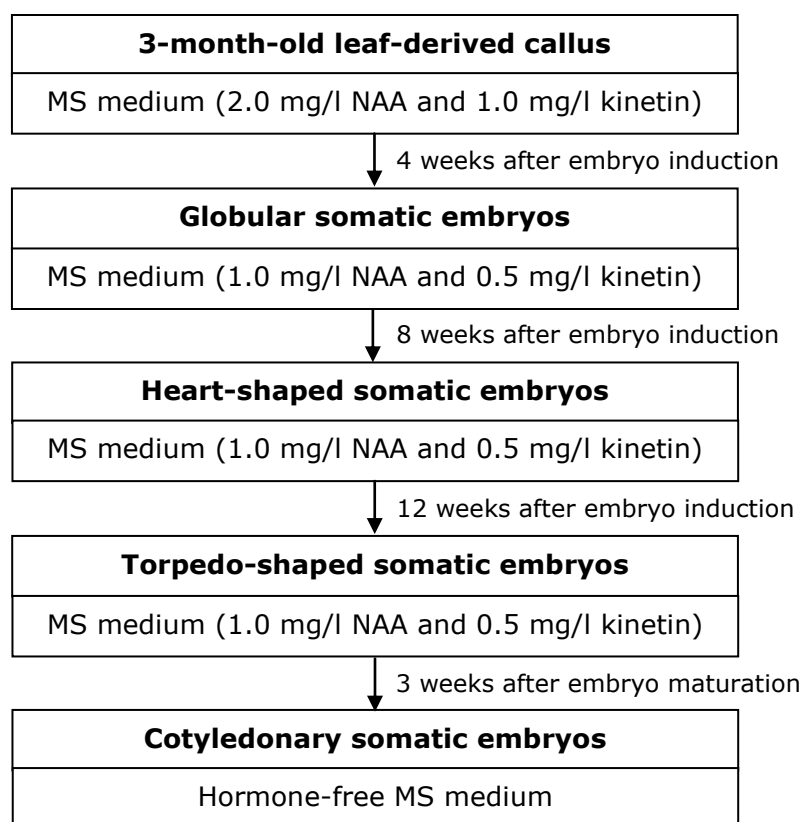 3-month-old leaf-derived callus
MS medium (2.0 mg/l NAA and 1.0 mg/l kinetin)
4 weeks after embryo induction
Globular somatic embryos
MS medium (1.0 mg/l NAA and 0.5 mg/l kinetin)
8 weeks after embryo induction
Heart-shaped somatic embryos
MS medium (1.0 mg/l NAA and 0.5 mg/l kinetin)
12 weeks after embryo induction
Torpedo-shaped somatic embryos
MS medium (1.0 mg/l NAA and 0.5 mg/l kinetin)
3 weeks after embryo maturation
Cotyledonary somatic embryos
Hormone-free MS medium